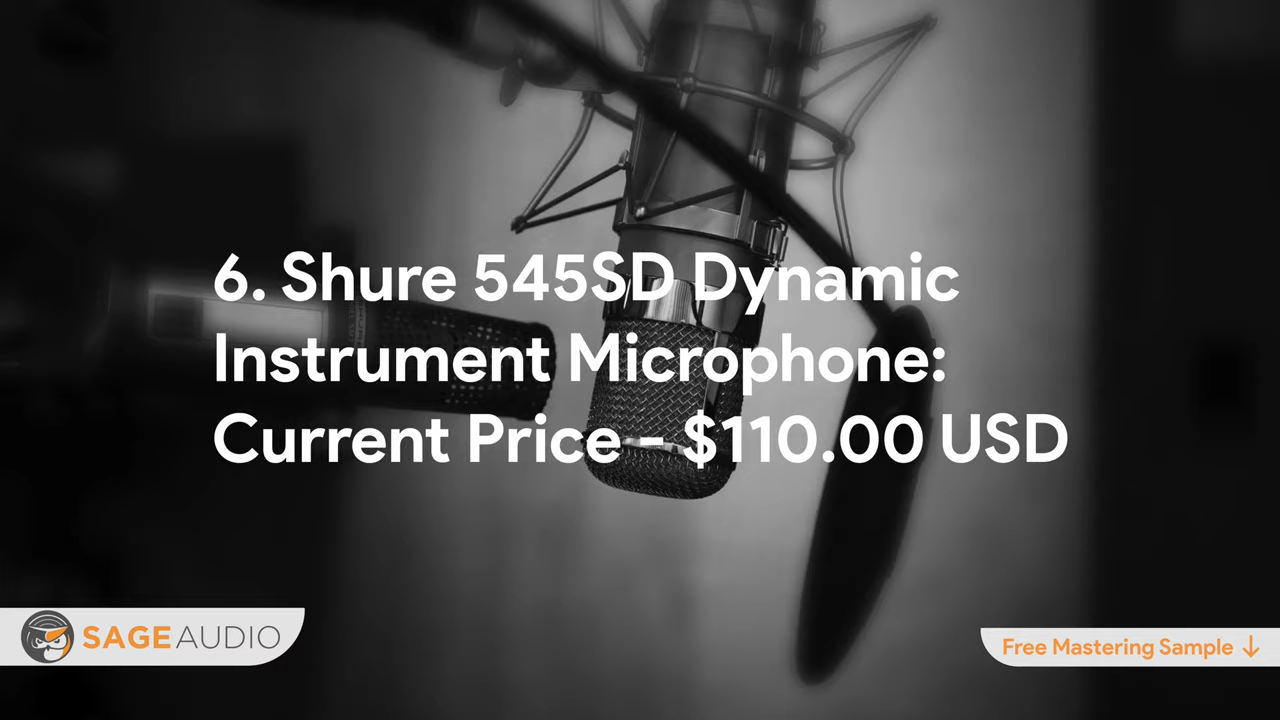 6. Shure 545SD Dynamic
Instrument Microphone:
Current Price - $110.00 USD
SAGE AUDIO
Free Mastering Sample ↓